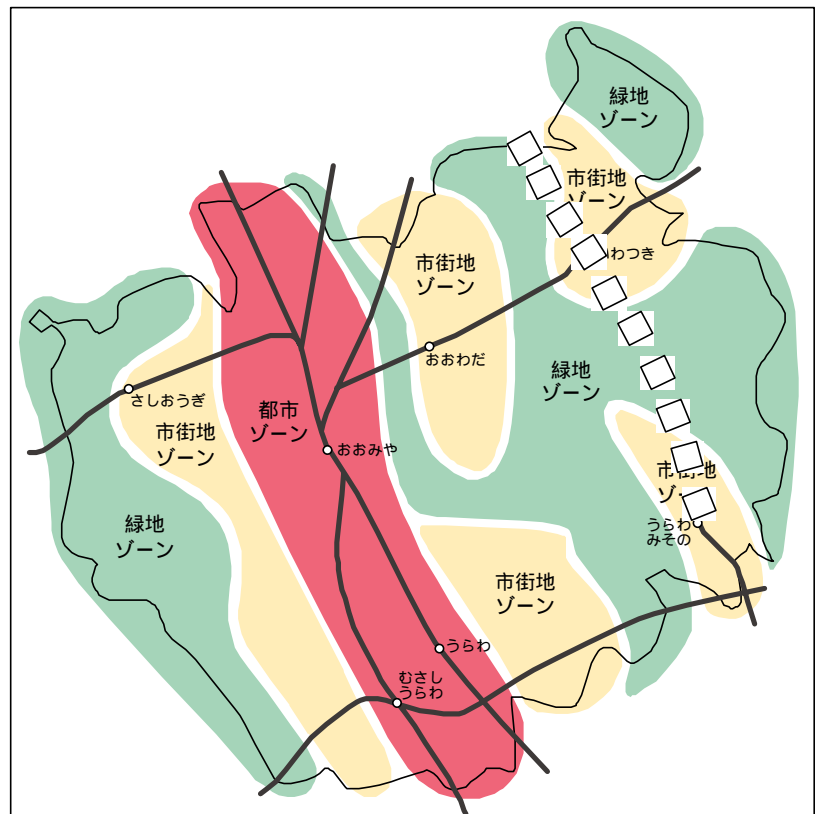 緑地
ゾーン
市街地
ゾーン
わつき
市街地
ゾーン
おおわだ
緑地
ゾーン
さしおうぎ
市街地
ゾーン
都市
ゾーン
おおみや
市街地
うらわ
みその
緑地
ゾーン
市街地
ゾーン
うらわ
むさし
うらわ